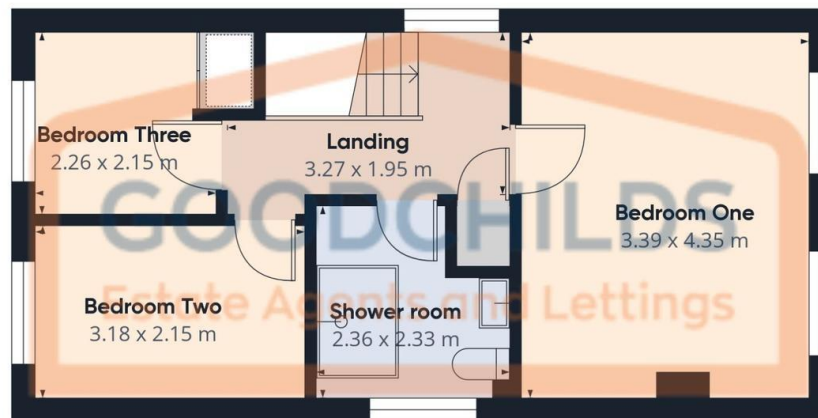 Bedroom Three
2.26 x 2.15 m
Landing
3.27 x 1.95 m
GOODCHILDS
Bedroom One
3.39 x 4.35 m
Estate Agents and Lettings
Bedroom Two
3.18 x 2.15 m
Shower room
2.36 x 2.33 m